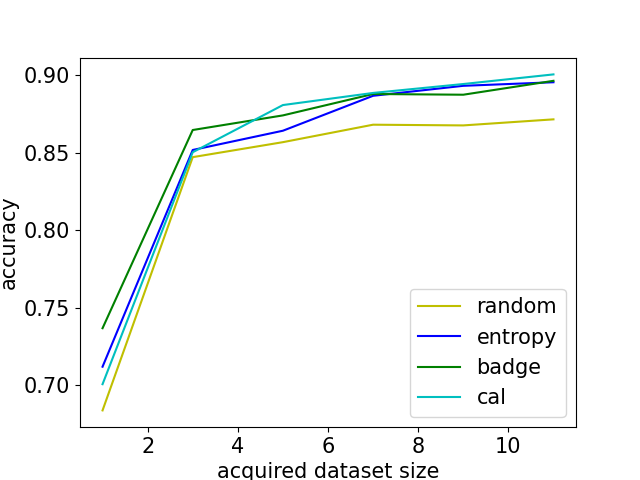 0.90
0.85
0.80
0.75
0.70
accuracy
random
entropy
badge
cal
2 4 6 8 10
acquired dataset size